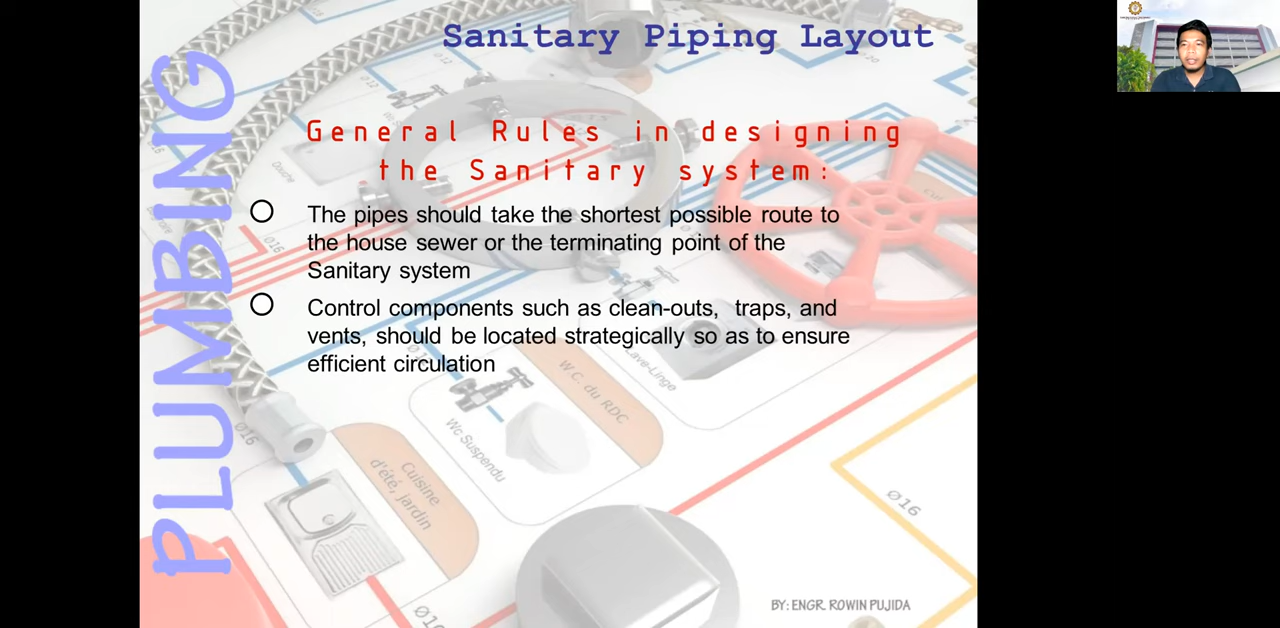 Sanitary Piping Layout
PLUMBING
General Rules in designing
the Sanitary system:
The pipes should take the shortest possible route to
the house sewer or the terminating point of the
Sanitary system
Control components such as clean-outs, traps, and
vents, should be located strategically so as to ensure
efficient circulation
Douche
Ø16
Lave-Linge
W.C. du RDC
Wc Suspendu
Ø16
Cuisine
d'été, jardin
Ø16
BY: ENGR. ROWIN PUJIDA